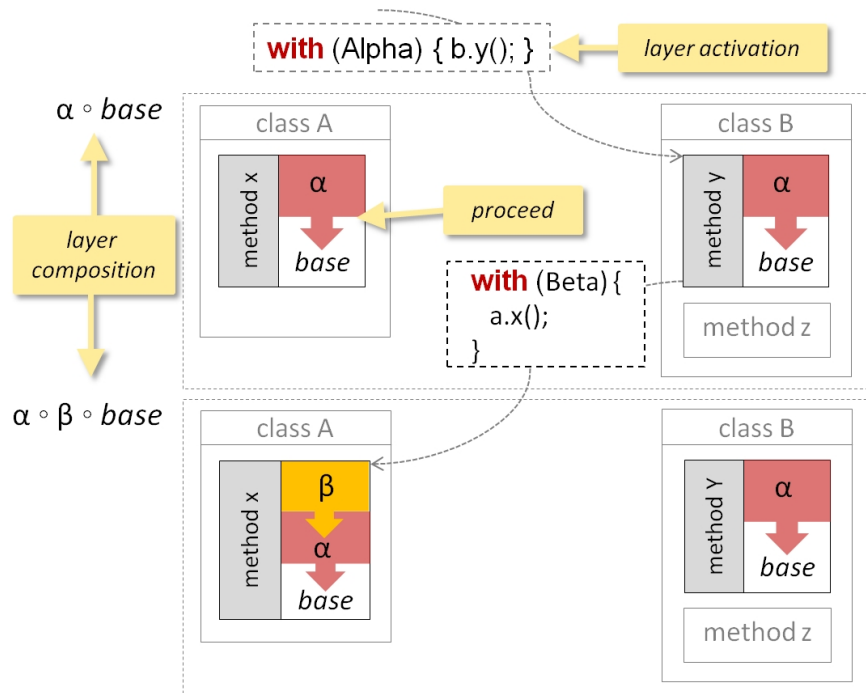 with (Alpha) { b.y(); }
layer activation
α ∘ base
class A
method x
α
base
proceed
class B
method y
α
base
method z
layer
composition
with (Beta) {
a.x();
}
α ∘ β ∘ base
class A
method x
β
α
base
class B
method Y
α
base
method z